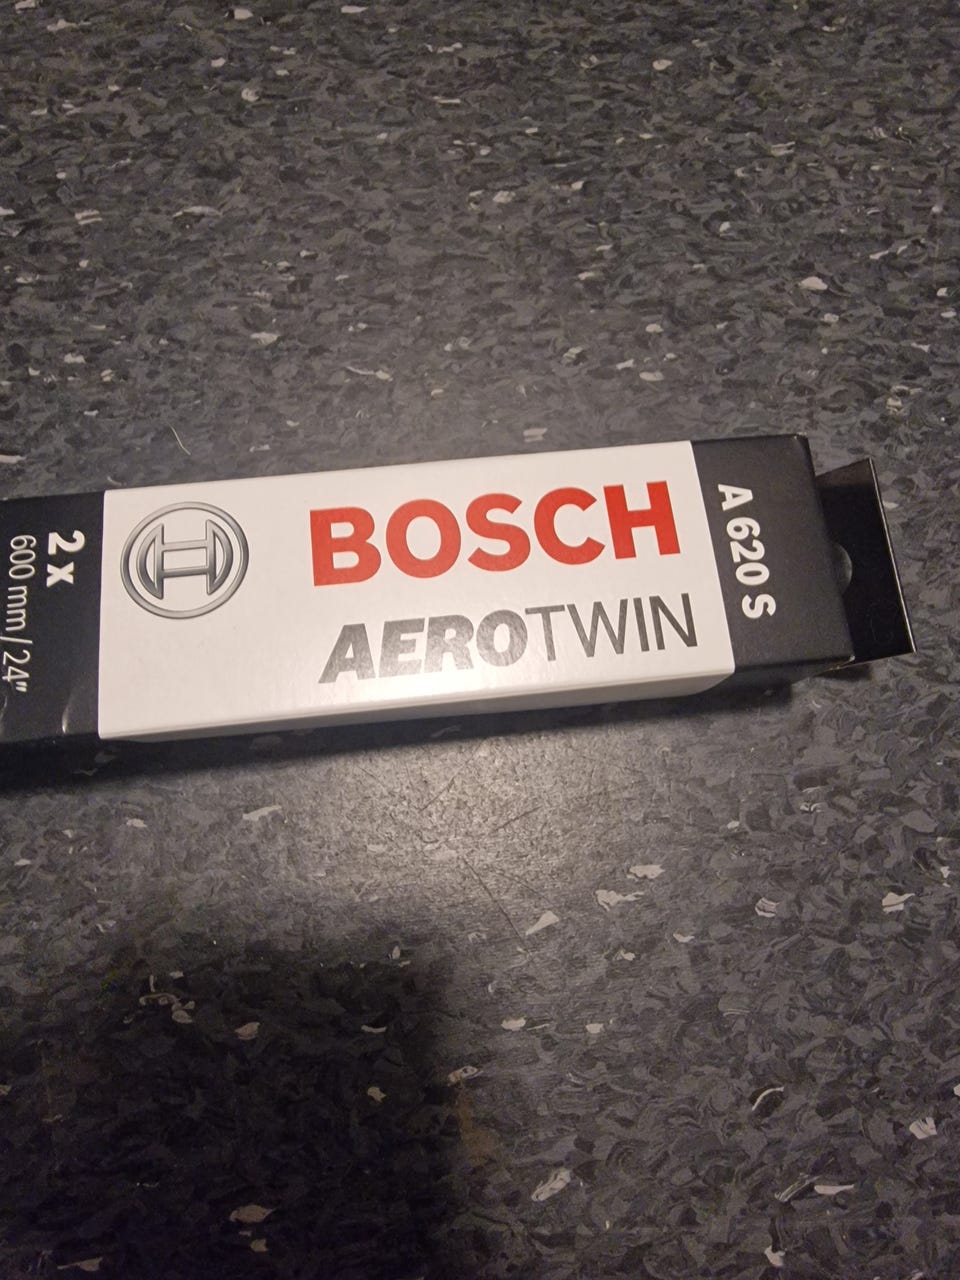 BOSCH
AEROTWIN
A 620 S
2 x
600 mm / 24"